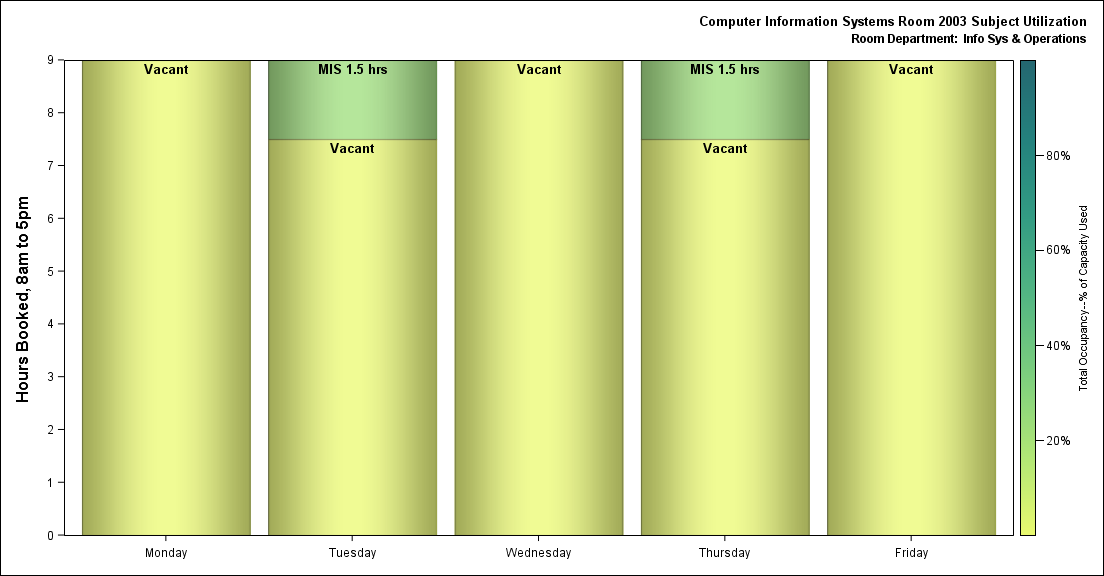 Computer Information Systems Room 2003 Subject Utilization
Room Department: Info Sys & Operations
Hours Booked, 8am to 5pm
9
8
7
6
5
4
3
2
1
0
Vacant
MIS 1.5 hrs
Vacant
Vacant
MIS 1.5 hrs
Vacant
Vacant
Monday
Tuesday
Wednesday
Thursday
Friday
80%
60%
40%
20%
Total Occupancy--% of Capacity Used